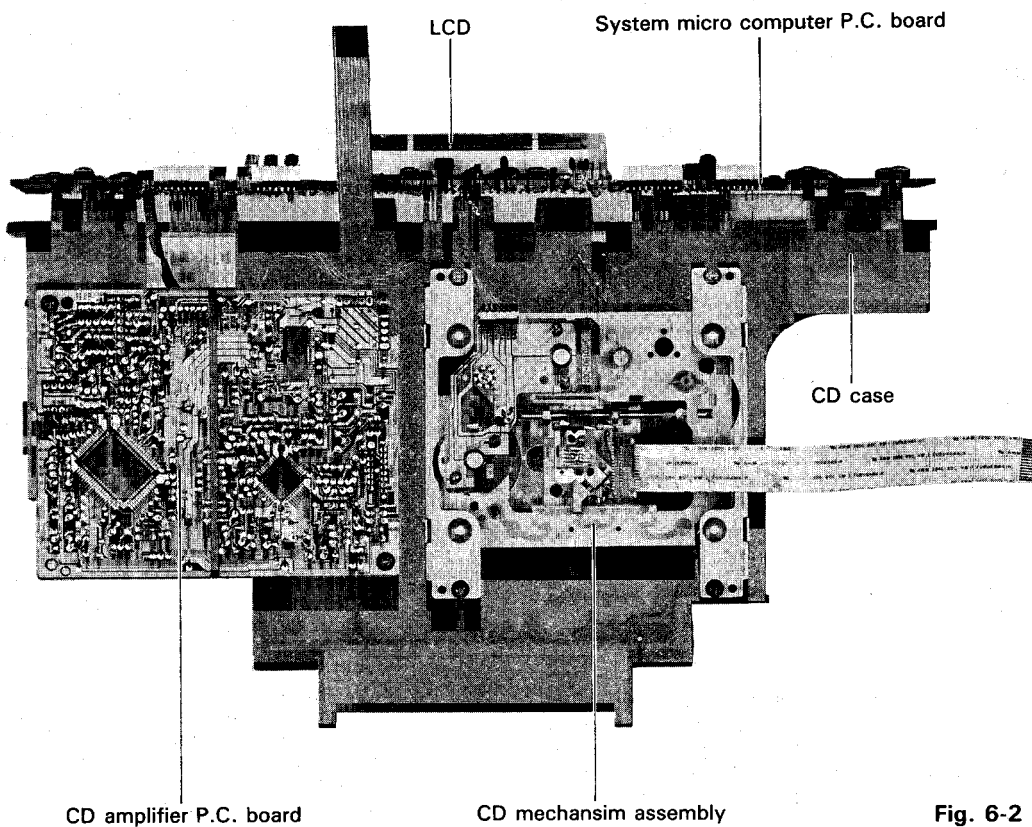 LCD
System micro computer P.C. board
CD case
CD amplifier P.C. board
CD mechansim assembly
Fig. 6-2